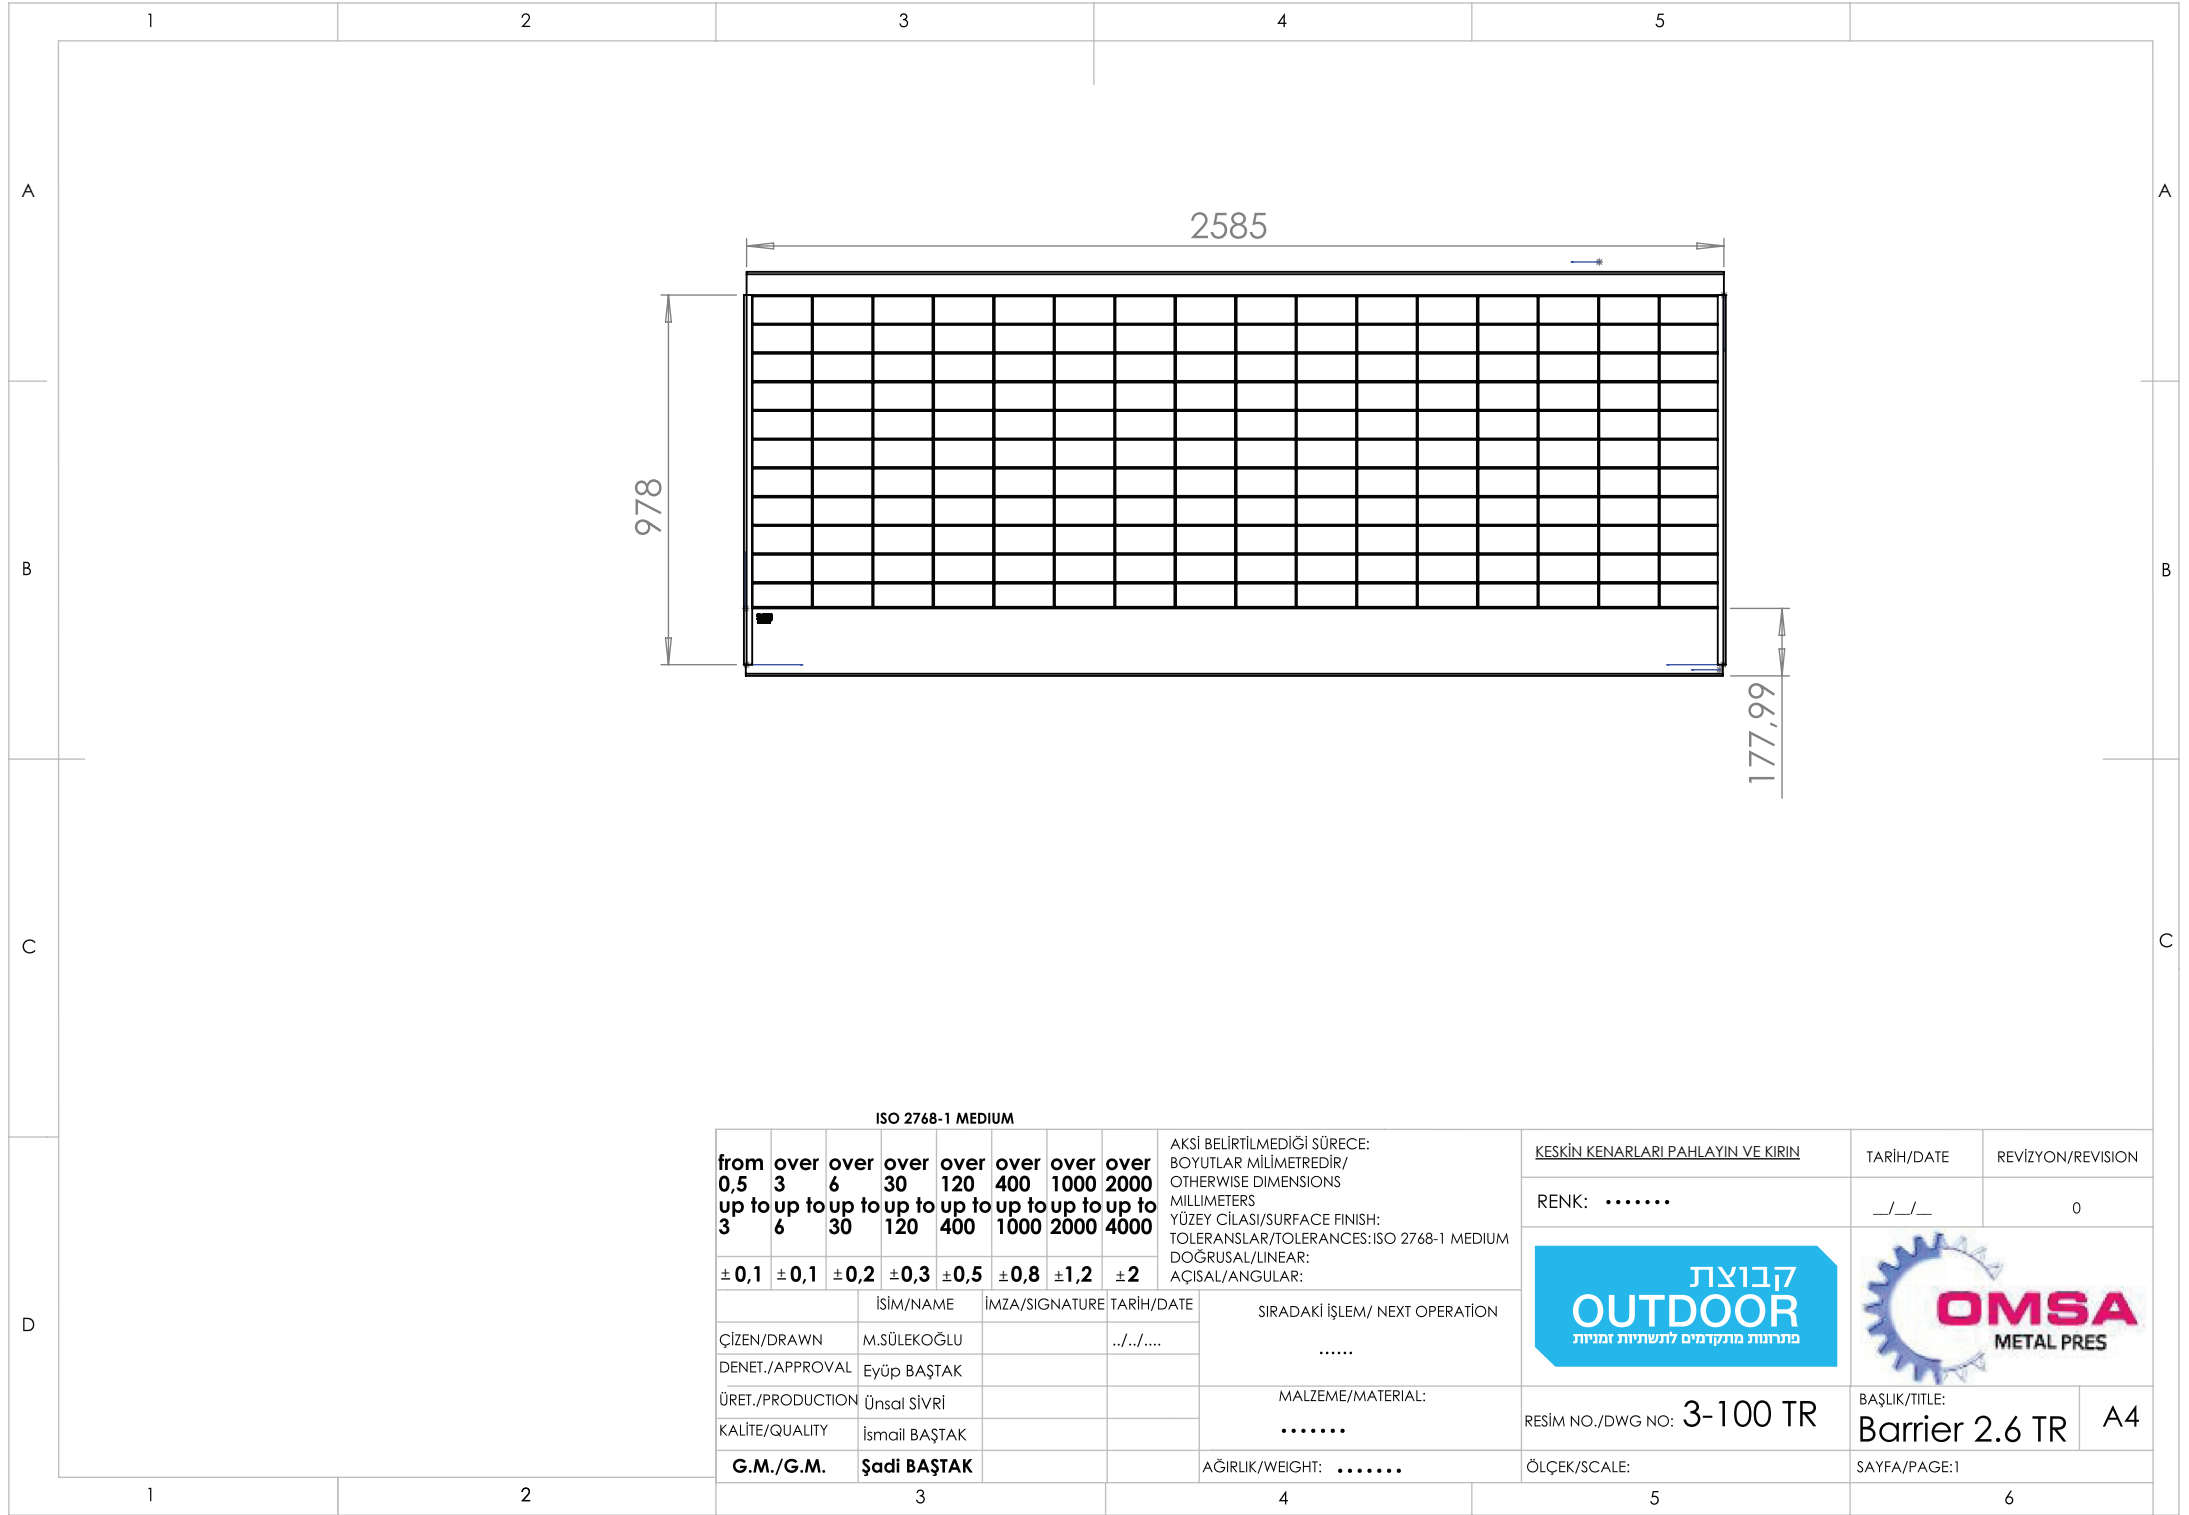 1 2 3 4 5
A A
2585
978
B B
177,99
C C
ISO 2768-1 MEDIUM
from 0,5 up to 3
over 3 up to 6
over 6 up to 30
over 30 up to 120
over 120 up to 400
over 400 up to 1000
over 1000 up to 2000
over 2000 up to 4000
±0,1 ±0,1 ±0,2 ±0,3 ±0,5 ±0,8 ±1,2 ±2
AKSİ BELİRTİLMEDİĞİ SÜRECE:
BOYUTLAR MİLİMETREDİR/
OTHERWISE DIMENSIONS
MILLIMETERS
YÜZEY CİLASI/SURFACE FINISH:
TOLERANSLAR/TOLERANCES:ISO 2768-1 MEDIUM
DOĞRUSAL/LINEAR:
AÇISAL/ANGULAR:
KESKİN KENARLARI PAHLAYIN VE KIRIN
RENK: .......
TARİH/DATE
REVİZYON/REVISION
__/__/__
0
קבוצת
OUTDOOR
פתרונות מתקדמים לתשתיות זמניות
OMSA
METAL PRES
D
İSİM/NAME İMZA/SIGNATURE TARİH/DATE
ÇİZEN/DRAWN M.SÜLEKOĞLU ../../....
DENET./APPROVAL Eyüp BAŞTAK
ÜRET./PRODUCTION Ünsal SİVRİ
KALİTE/QUALITY İsmail BAŞTAK
G.M./G.M. Şadi BAŞTAK
SIRADAKİ İŞLEM/ NEXT OPERATİON
......
MALZEME/MATERIAL:
.......
AĞIRLIK/WEIGHT: .......
RESİM NO./DWG NO: 3-100 TR
ÖLÇEK/SCALE:
BAŞLIK/TITLE:
Barrier 2.6 TR
A4
SAYFA/PAGE:1
1 2 3 4 5 6